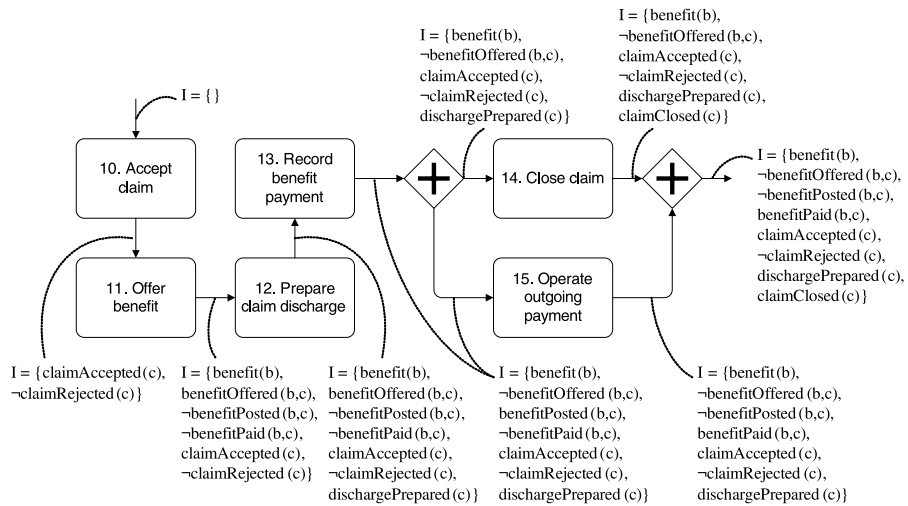 I = {benefit(b),
¬benefitOffered(b,c),
claimAccepted(c),
¬claimRejected(c),
dischargePrepared(c)}
I = {benefit(b),
¬benefitOffered(b,c),
claimAccepted(c),
¬claimRejected(c),
dischargePrepared(c),
claimClosed(c)}
I = {}
10. Accept
claim
13. Record
benefit
payment
14. Close claim
I = {benefit(b),
¬benefitOffered(b,c),
¬benefitPosted(b,c),
benefitPaid(b,c),
claimAccepted(c),
¬claimRejected(c),
dischargePrepared(c),
claimClosed(c)}
11. Offer
benefit
12. Prepare
claim discharge
15. Operate
outgoing
payment
I = {claimAccepted(c),
¬claimRejected(c)}
I = {benefit(b),
benefitOffered(b,c),
¬benefitPosted(b,c),
¬benefitPaid(b,c),
claimAccepted(c),
¬claimRejected(c)}
I = {benefit(b),
benefitOffered(b,c),
¬benefitPosted(b,c),
¬benefitPaid(b,c),
claimAccepted(c),
¬claimRejected(c),
dischargePrepared(c)}
I = {benefit(b),
¬benefitOffered(b,c),
benefitPosted(b,c),
¬benefitPaid(b,c),
claimAccepted(c),
¬claimRejected(c),
dischargePrepared(c)}
I = {benefit(b),
¬benefitOffered(b,c),
¬benefitPosted(b,c),
benefitPaid(b,c),
claimAccepted(c),
¬claimRejected(c),
dischargePrepared(c)}